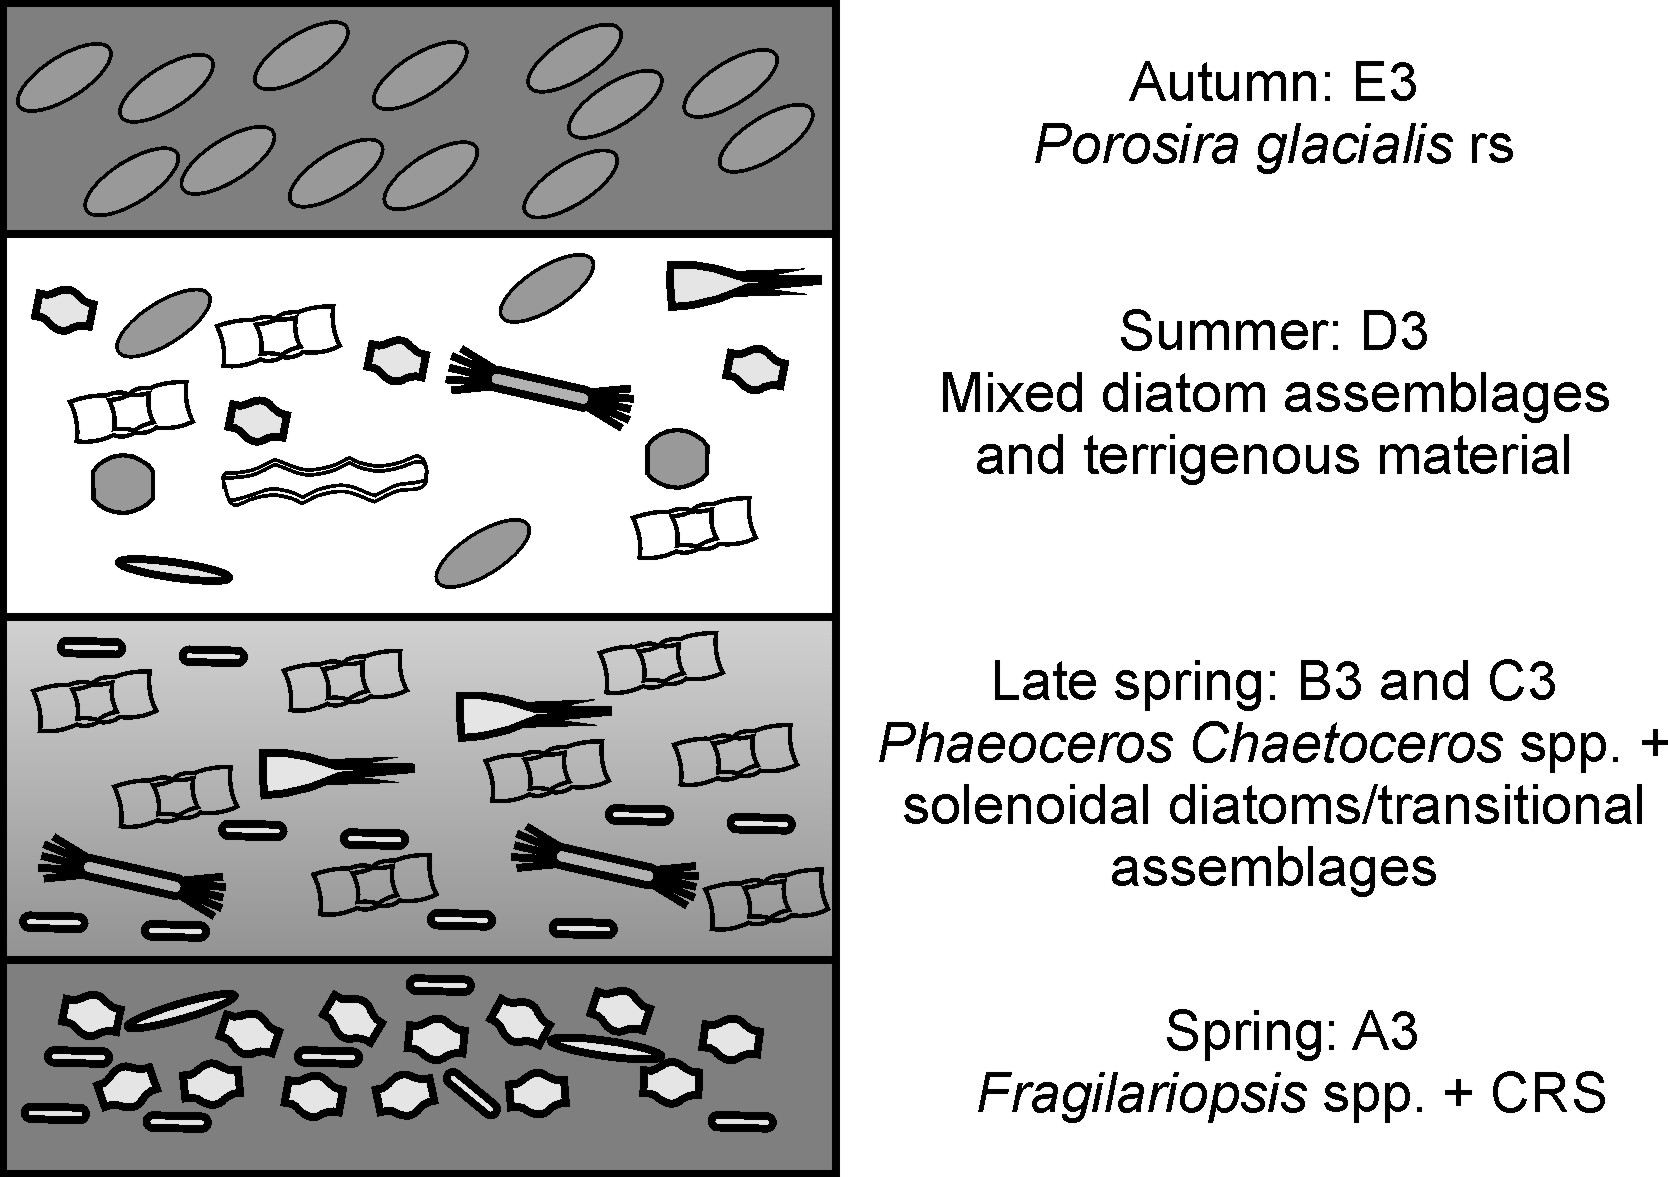 Autumn: E3
Porosira glacialis rs
Summer: D3
Mixed diatom assemblages
and terrigenous material
Late spring: B3 and C3
Phaeoceros Chaetoceros spp. +
solenoidal diatoms/transitional
assemblages
Spring: A3
Fragilariopsis spp. + CRS